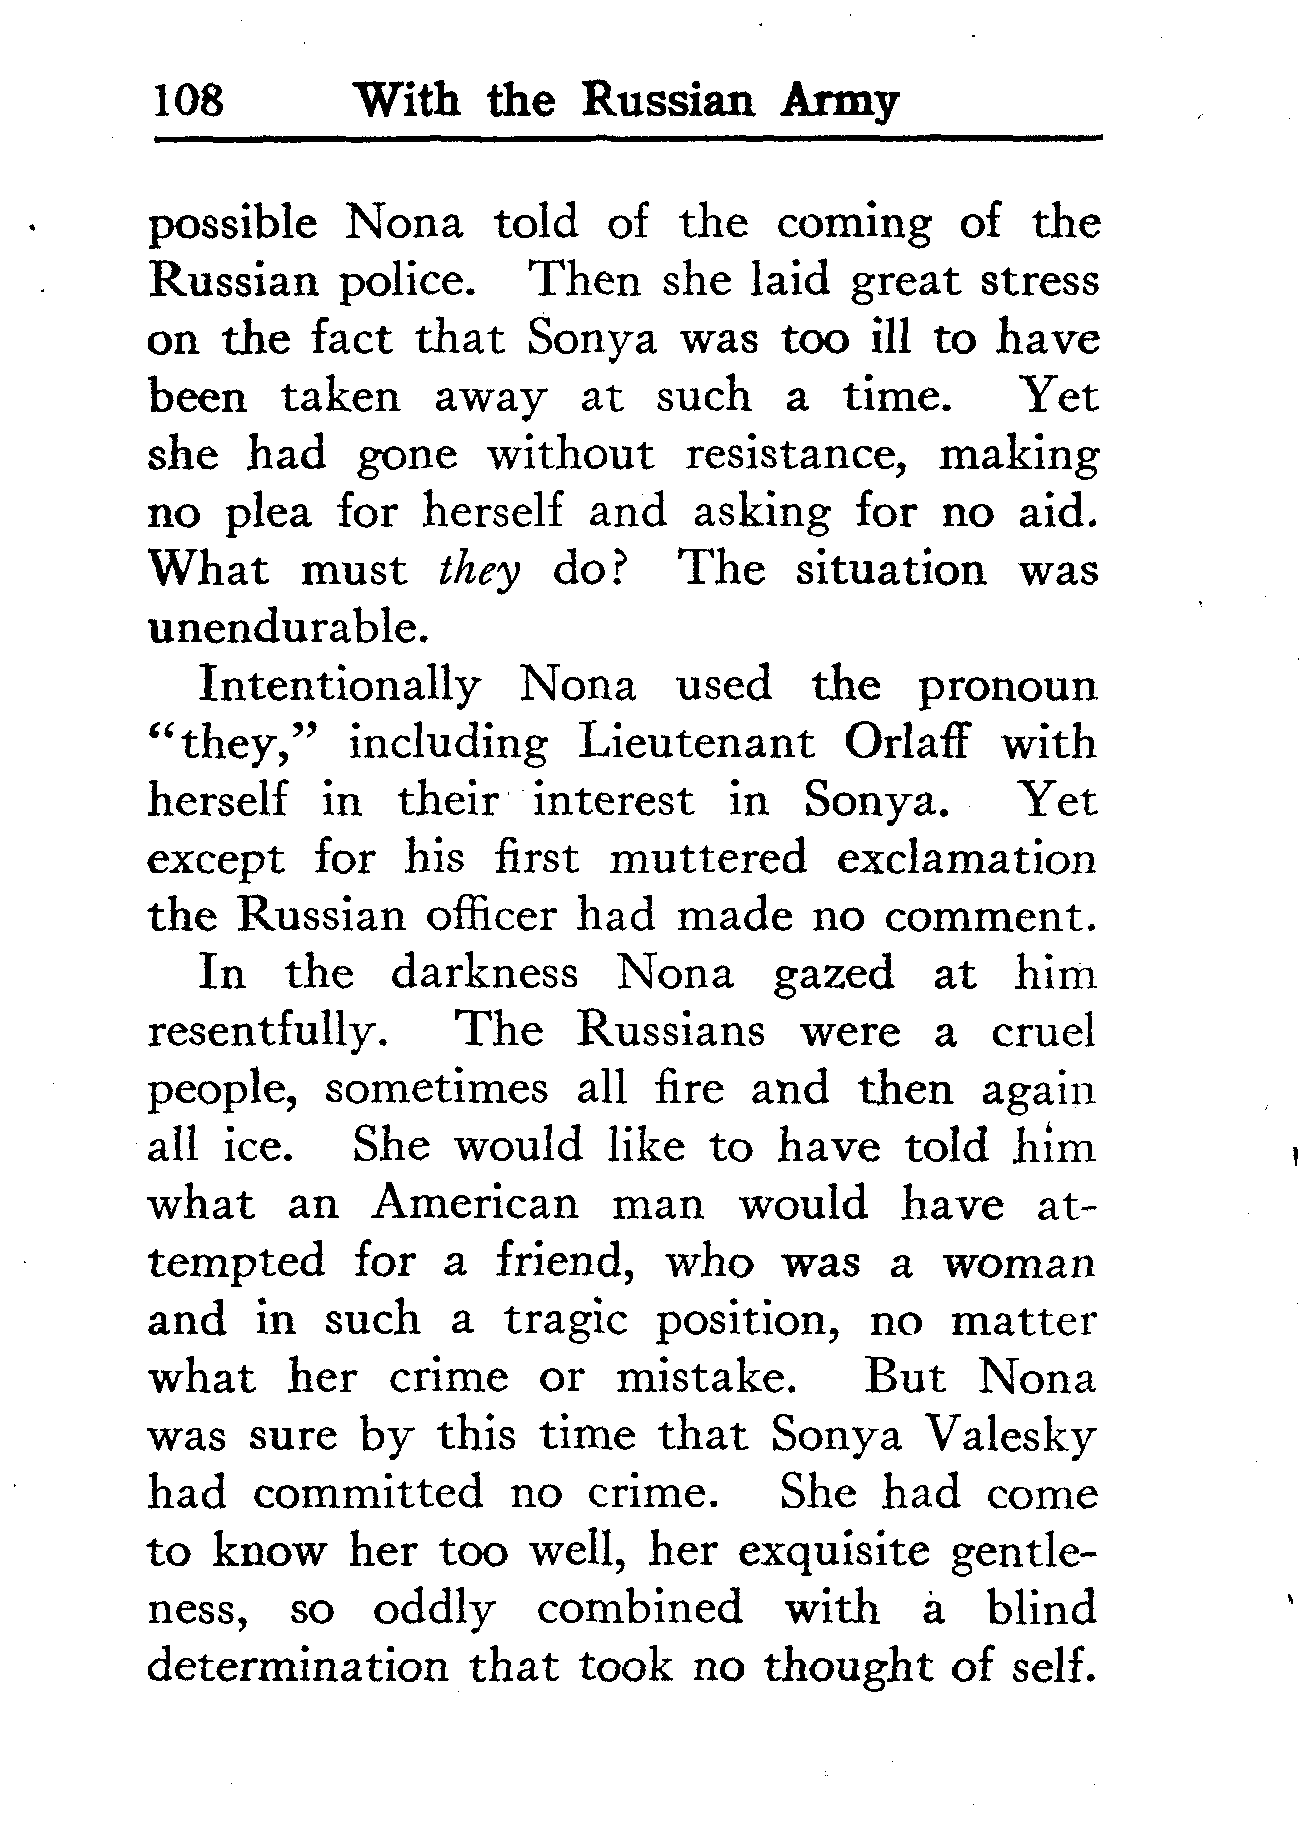 108 With the Russian Army
possible Nona told of the coming of the
Russian police. Then she laid great stress
on the fact that Sonya was too ill to have
been taken away at such a time. Yet
she had gone without resistance, making
no plea for herself and asking for no aid.
What must they do? The situation was
unendurable.
Intentionally Nona used the pronoun
“they,” including Lieutenant Orlaff with
herself in their interest in Sonya. Yet
except for his first muttered exclamation
the Russian officer had made no comment.
In the darkness Nona gazed at him
resentfully. The Russians were a cruel
people, sometimes all fire and then again
all ice. She would like to have told him
what an American man would have at-
tempted for a friend, who was a woman
and in such a tragic position, no matter
what her crime or mistake. But Nona
was sure by this time that Sonya Valesky
had committed no crime. She had come
to know her too well, her exquisite gentle-
ness, so oddly combined with a blind
determination that took no thought of self.